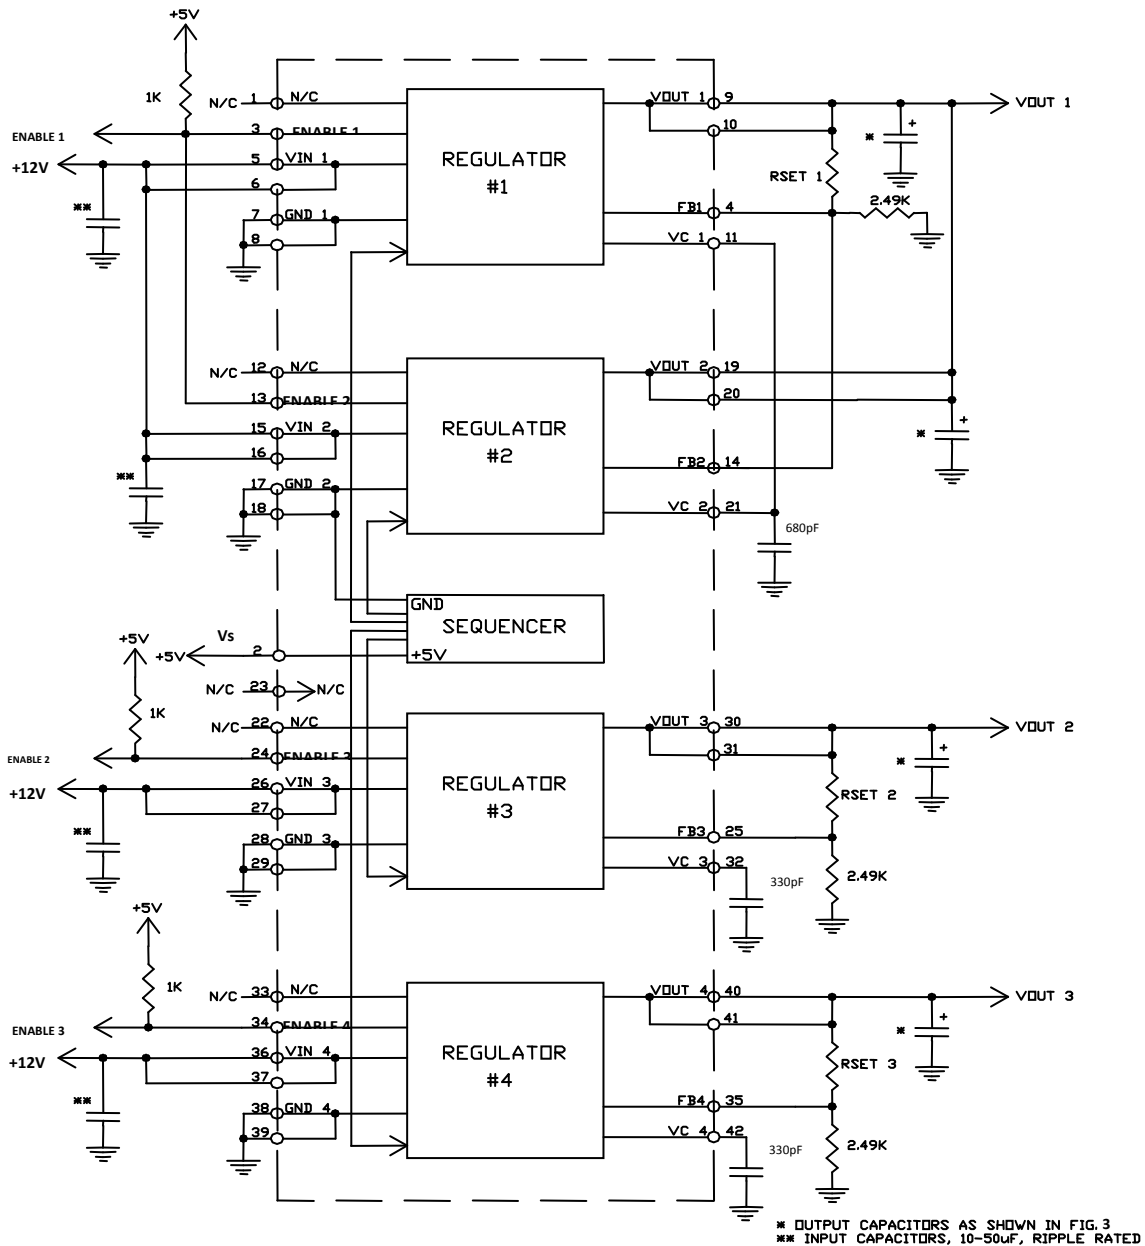 +5V
1K
N/C 1 N/C
VOUT 1 9
VOUT 1
ENABLE 1
3 ENABLE 1
10
* +
+12V
5 VIN 1
REGULATOR
#1
RSET 1
6
**
7 GND 1
FB1 4
2.49K
8
VC 1 11
N/C 12 N/C
VOUT 2 19
13 ENABLE 2
20
15 VIN 2
REGULATOR
#2
* +
16
FB2 14
**
17 GND 2
18
VC 2 21
680pF
GND
SEQUENCER
+5V
Vs
+5V
2
+5V
N/C 23 N/C
1K
N/C 22 N/C
VOUT 3 30
VOUT 2
ENABLE 2
24 ENABLE 3
31
* +
+12V
26 VIN 3
REGULATOR
#3
RSET 2
27
**
28 GND 3
FB3 25
29
VC 3 32
330pF
2.49K
+5V
1K
N/C 33 N/C
VOUT 4 40
VOUT 3
ENABLE 3
34 ENABLE 4
41
* +
+12V
36 VIN 4
REGULATOR
#4
RSET 3
37
**
38 GND 4
FB4 35
39
VC 4 42
330pF
2.49K
* OUTPUT CAPACITORS AS SHOWN IN FIG. 3
** INPUT CAPACITORS, 10-50uF, RIPPLE RATED